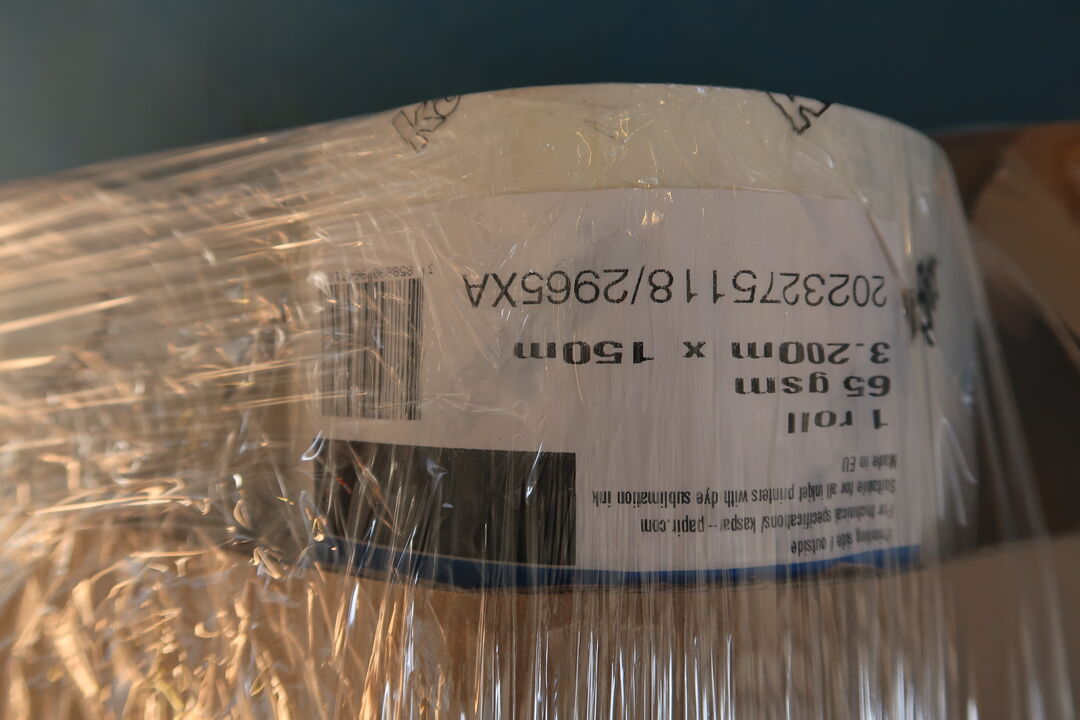 Printing side / outside
For technical specifications/ kaspar – papir.com
Suitable for all inkjet printers with dye sublimation ink
Made in EU
1 roll
65 gsm
3.200m x 150m
2023275118/2965XA